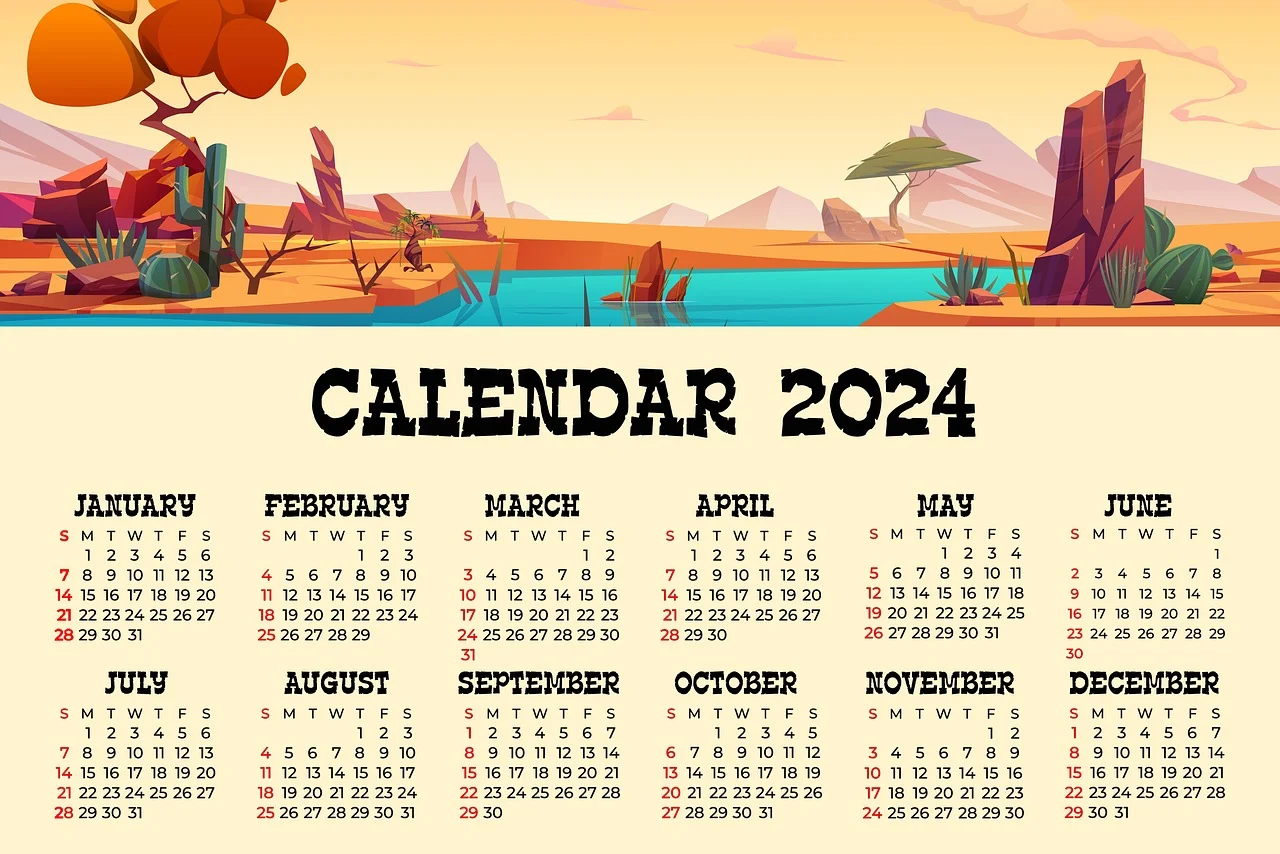 CALENDAR 2024
JANUARY
S M T W T F S
1 2 3 4 5 6
7 8 9 10 11 12 13
14 15 16 17 18 19 20
21 22 23 24 25 26 27
28 29 30 31
FEBRUARY
S M T W T F S
1 2 3
4 5 6 7 8 9 10
11 12 13 14 15 16 17
18 19 20 21 22 23 24
25 26 27 28 29
MARCH
S M T W T F S
1 2
3 4 5 6 7 8 9
10 11 12 13 14 15 16
17 18 19 20 21 22 23
24 25 26 27 28 29 30
31
APRIL
S M T W T F S
1 2 3 4 5 6
7 8 9 10 11 12 13
14 15 16 17 18 19 20
21 22 23 24 25 26 27
28 29 30
MAY
S M T W T F S
1 2 3 4
5 6 7 8 9 10 11
12 13 14 15 16 17 18
19 20 21 22 23 24 25
26 27 28 29 30 31
JUNE
S M T W T F S
1
2 3 4 5 6 7 8
9 10 11 12 13 14 15
16 17 18 19 20 21 22
23 24 25 26 27 28 29
30
JULY
S M T W T F S
1 2 3 4 5 6
7 8 9 10 11 12 13
14 15 16 17 18 19 20
21 22 23 24 25 26 27
28 29 30 31
AUGUST
S M T W T F S
1 2 3
4 5 6 7 8 9 10
11 12 13 14 15 16 17
18 19 20 21 22 23 24
25 26 27 28 29 30 31
SEPTEMBER
S M T W T F S
1 2 3 4 5 6 7
8 9 10 11 12 13 14
15 16 17 18 19 20 21
22 23 24 25 26 27 28
29 30
OCTOBER
S M T W T F S
1 2 3 4 5
6 7 8 9 10 11 12
13 14 15 16 17 18 19
20 21 22 23 24 25 26
27 28 29 30 31
NOVEMBER
S M T W T F S
1 2
3 4 5 6 7 8 9
10 11 12 13 14 15 16
17 18 19 20 21 22 23
24 25 26 27 28 29 30
DECEMBER
S M T W T F S
1 2 3 4 5 6 7
8 9 10 11 12 13 14
15 16 17 18 19 20 21
22 23 24 25 26 27 28
29 30 31